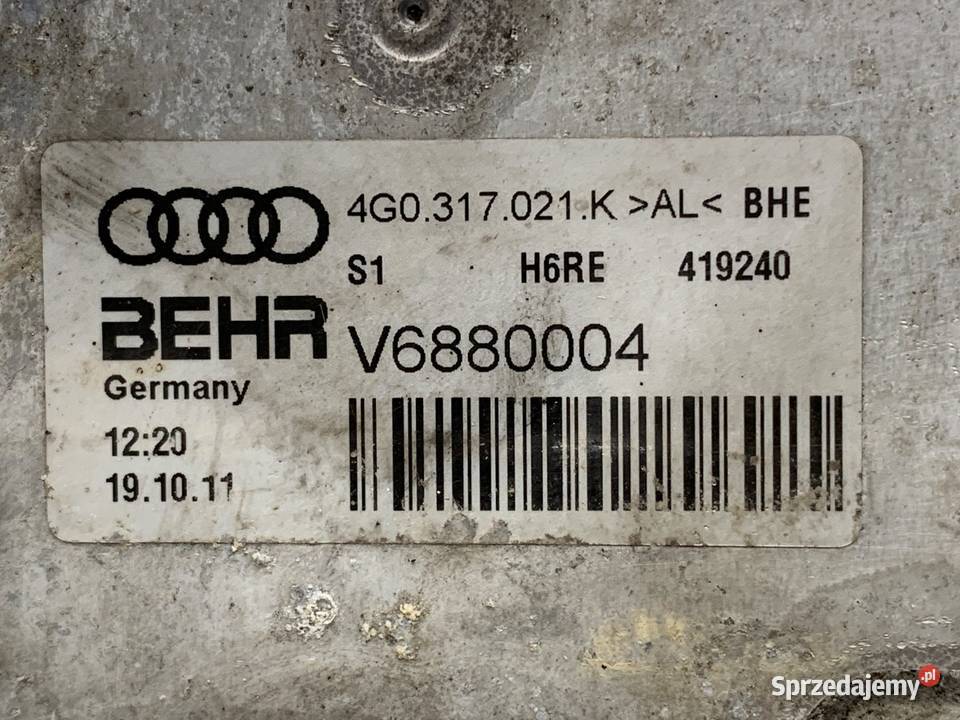 4G0.317.021.K >AL< BHE
S1 H6RE 419240
BEHR V6880004
Germany
12:20
19.10.11
Sprzedajemy.pl